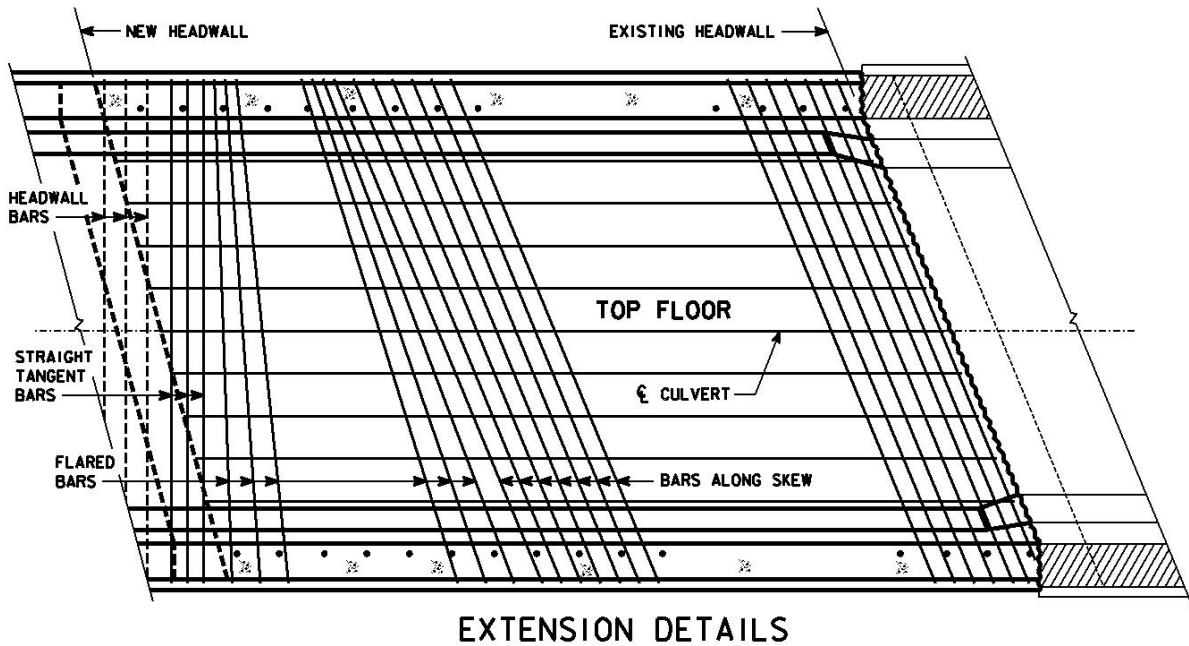 NEW HEADWALL
EXISTING HEADWALL
HEADWALL
BARS
TOP FLOOR
STRAIGHT
TANGENT
BARS
℄ CULVERT
FLARED
BARS
BARS ALONG SKEW
EXTENSION DETAILS